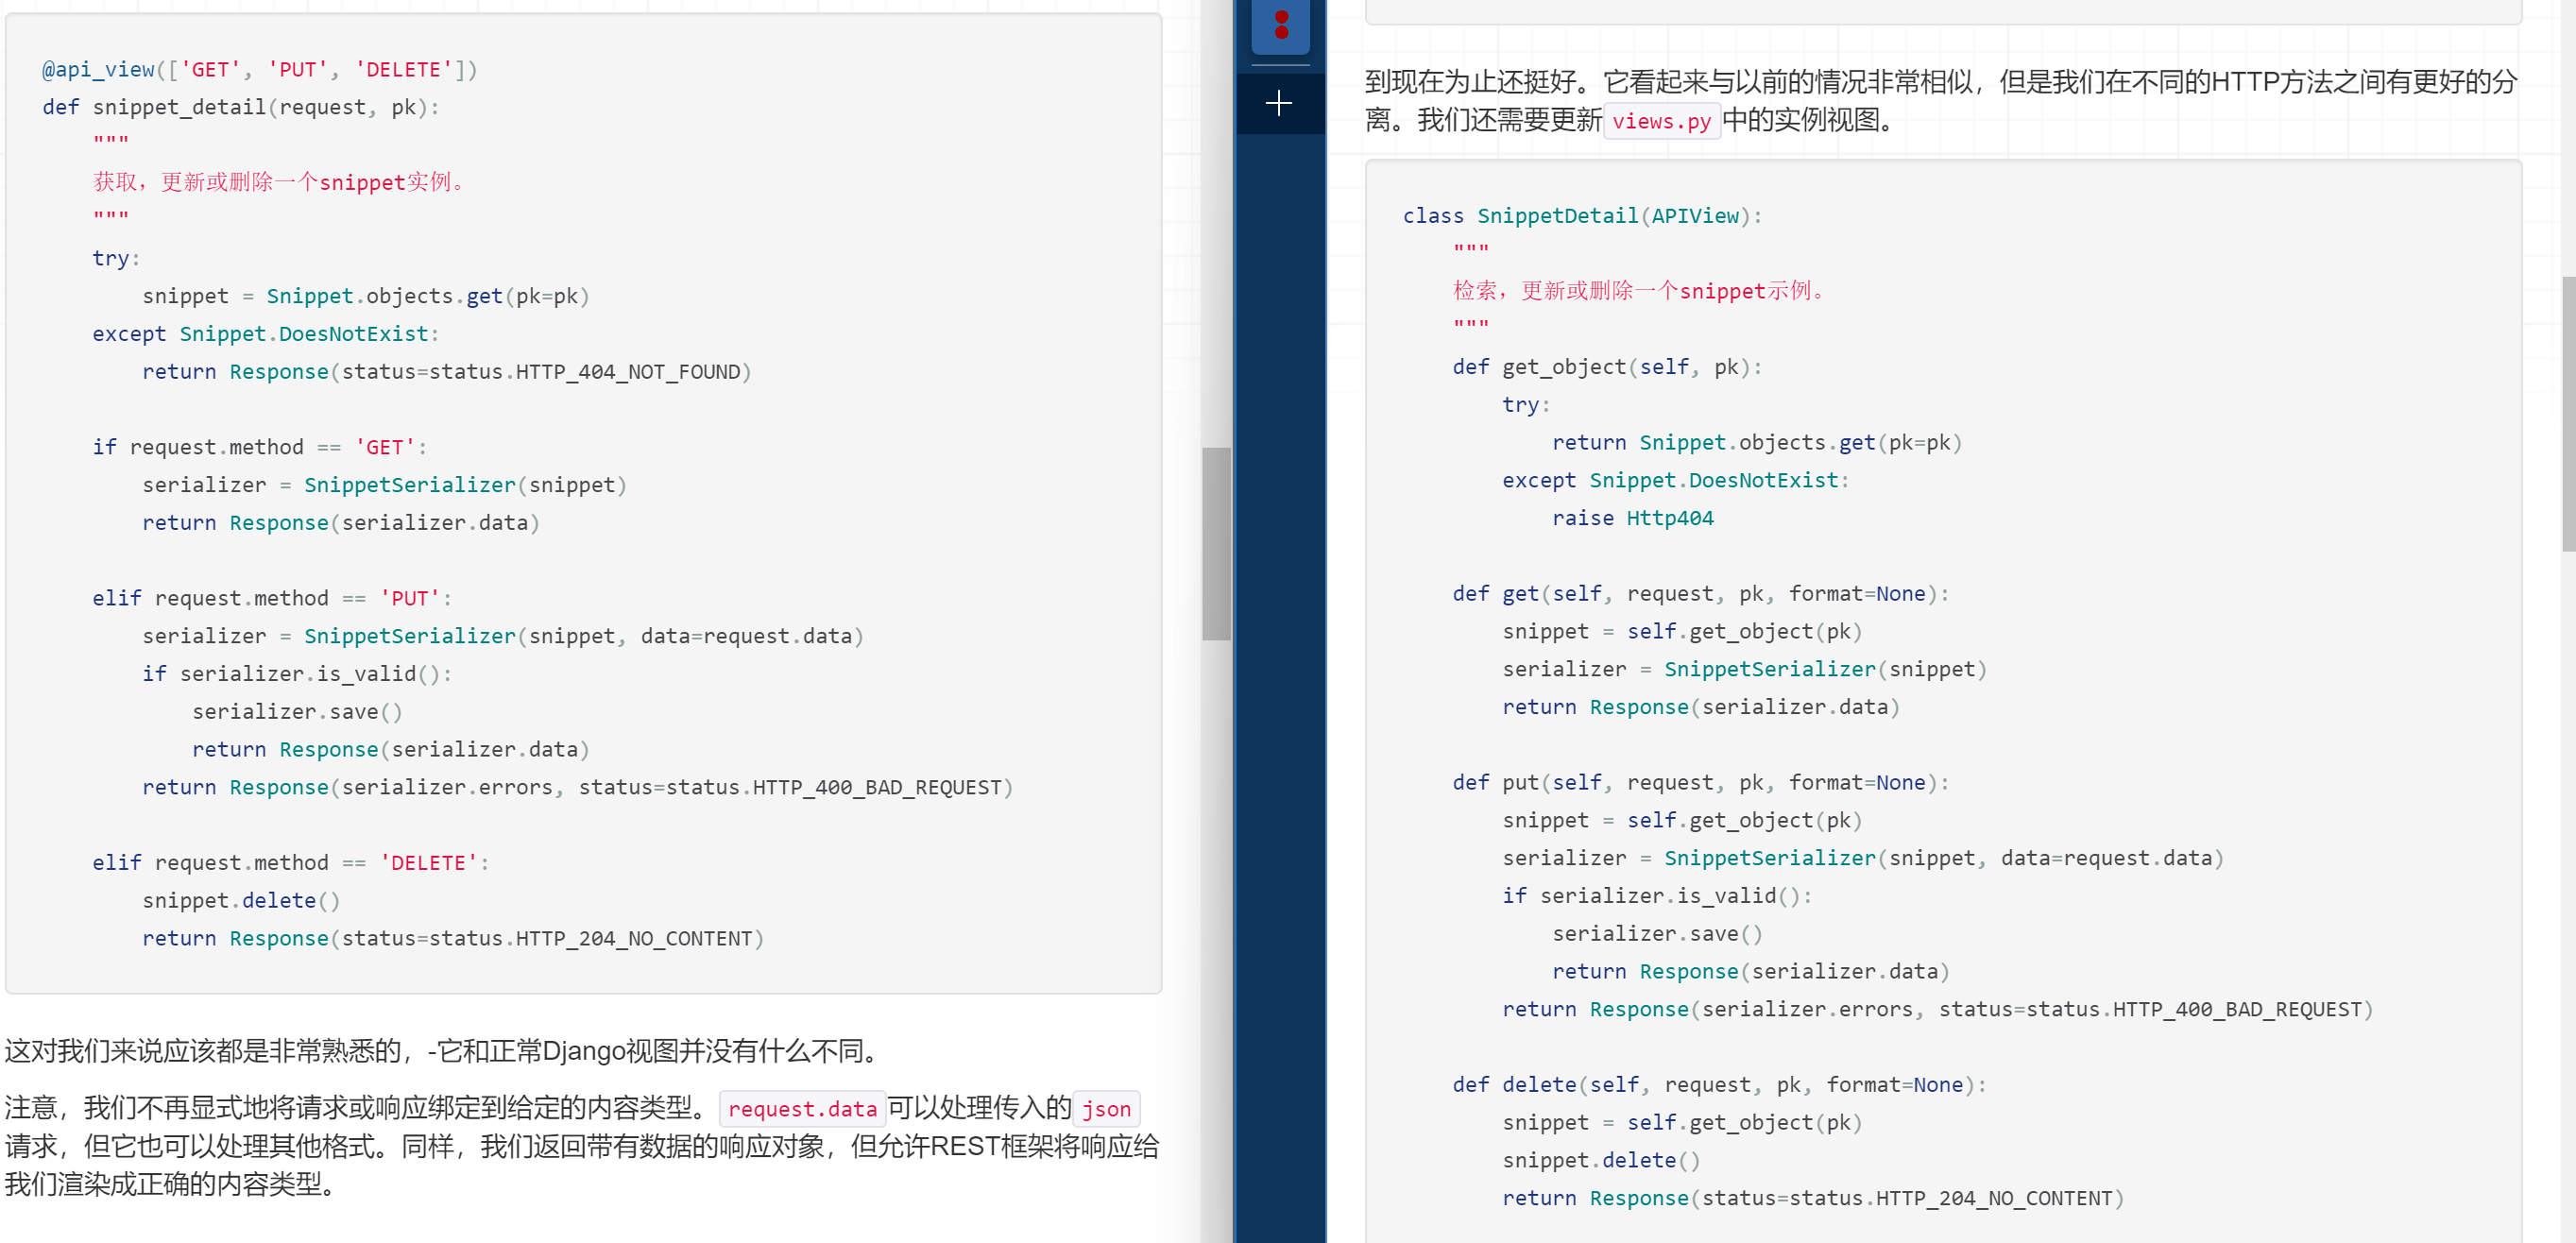 @api_view(['GET', 'PUT', 'DELETE'])
def snippet_detail(request, pk):
    """
    获取，更新或删除一个snippet实例。
    """
    try:
        snippet = Snippet.objects.get(pk=pk)
    except Snippet.DoesNotExist:
        return Response(status=status.HTTP_404_NOT_FOUND)

    if request.method == 'GET':
        serializer = SnippetSerializer(snippet)
        return Response(serializer.data)

    elif request.method == 'PUT':
        serializer = SnippetSerializer(snippet, data=request.data)
        if serializer.is_valid():
            serializer.save()
            return Response(serializer.data)
        return Response(serializer.errors, status=status.HTTP_400_BAD_REQUEST)

    elif request.method == 'DELETE':
        snippet.delete()
        return Response(status=status.HTTP_204_NO_CONTENT)

这对我们来说应该都是非常熟悉的，-它和正常Django视图并没有什么不同。
注意，我们不再显式地将请求或响应绑定到给定的内容类型。request.data可以处理传入的json
请求，但它也可以处理其他格式。同样，我们返回带有数据的响应对象，但允许REST框架将响应给
我们渲染成正确的内容类型。
到现在为止还挺好。它看起来与以前的情况非常相似，但是我们在不同的HTTP方法之间有更好的分
离。我们还需要更新views.py中的实例视图。
class SnippetDetail(APIView):
    """
    检索，更新或删除一个snippet示例。
    """
    def get_object(self, pk):
        try:
            return Snippet.objects.get(pk=pk)
        except Snippet.DoesNotExist:
            raise Http404

    def get(self, request, pk, format=None):
        snippet = self.get_object(pk)
        serializer = SnippetSerializer(snippet)
        return Response(serializer.data)

    def put(self, request, pk, format=None):
        snippet = self.get_object(pk)
        serializer = SnippetSerializer(snippet, data=request.data)
        if serializer.is_valid():
            serializer.save()
            return Response(serializer.data)
        return Response(serializer.errors, status=status.HTTP_400_BAD_REQUEST)

    def delete(self, request, pk, format=None):
        snippet = self.get_object(pk)
        snippet.delete()
        return Response(status=status.HTTP_204_NO_CONTENT)